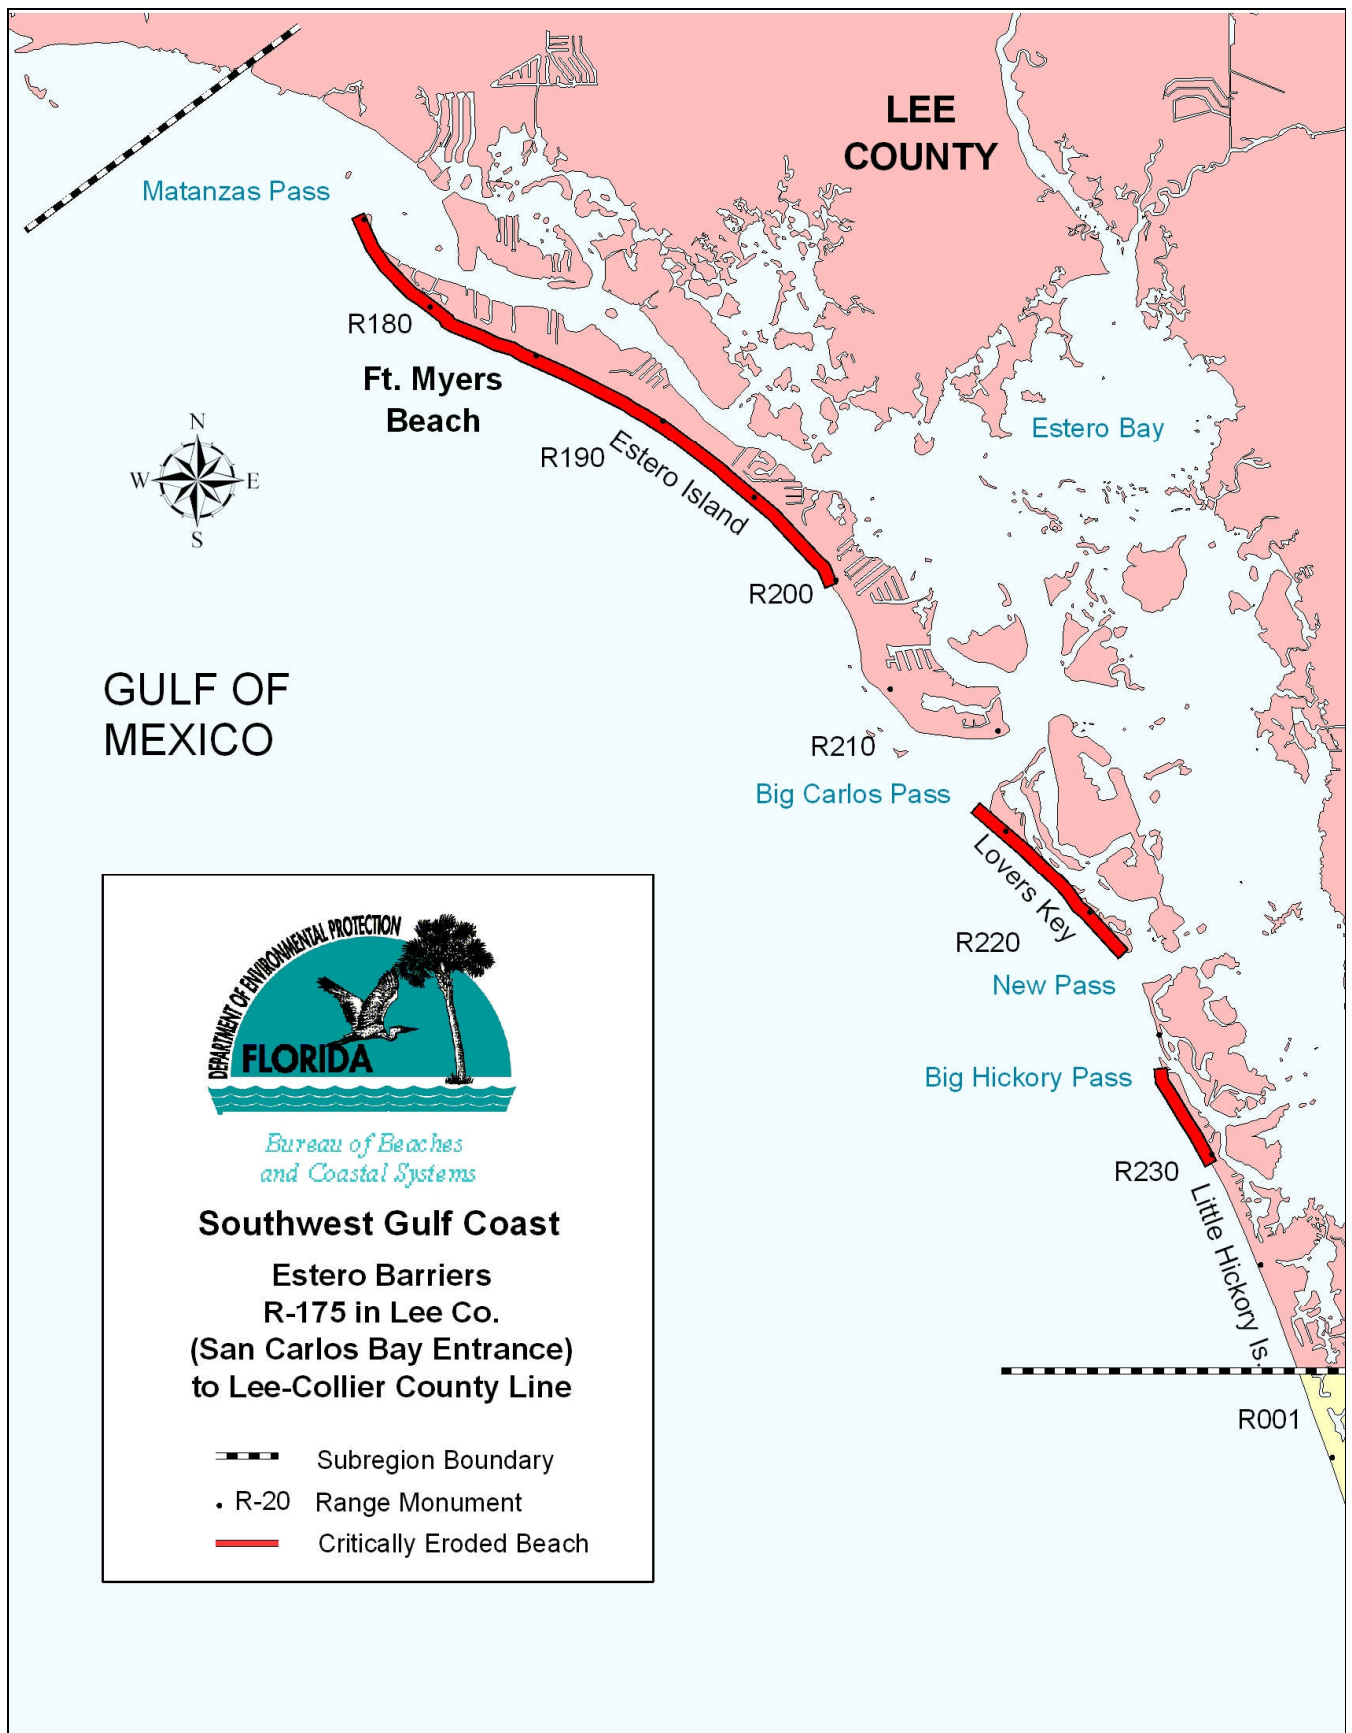 LEE
COUNTY
Matanzas Pass
R180
Ft. Myers
Beach
Estero Bay
R190
Estero Island
N
W
E
S
R200
GULF OF
MEXICO
R210
Big Carlos Pass
Lovers Key
R220
New Pass
Big Hickory Pass
R230
Little Hickory Is.
R001
DEPARTMENT OF ENVIRONMENTAL PROTECTION
FLORIDA
Bureau of Beaches
and Coastal Systems
Southwest Gulf Coast
Estero Barriers
R-175 in Lee Co.
(San Carlos Bay Entrance)
to Lee-Collier County Line
Subregion Boundary
R-20 Range Monument
Critically Eroded Beach